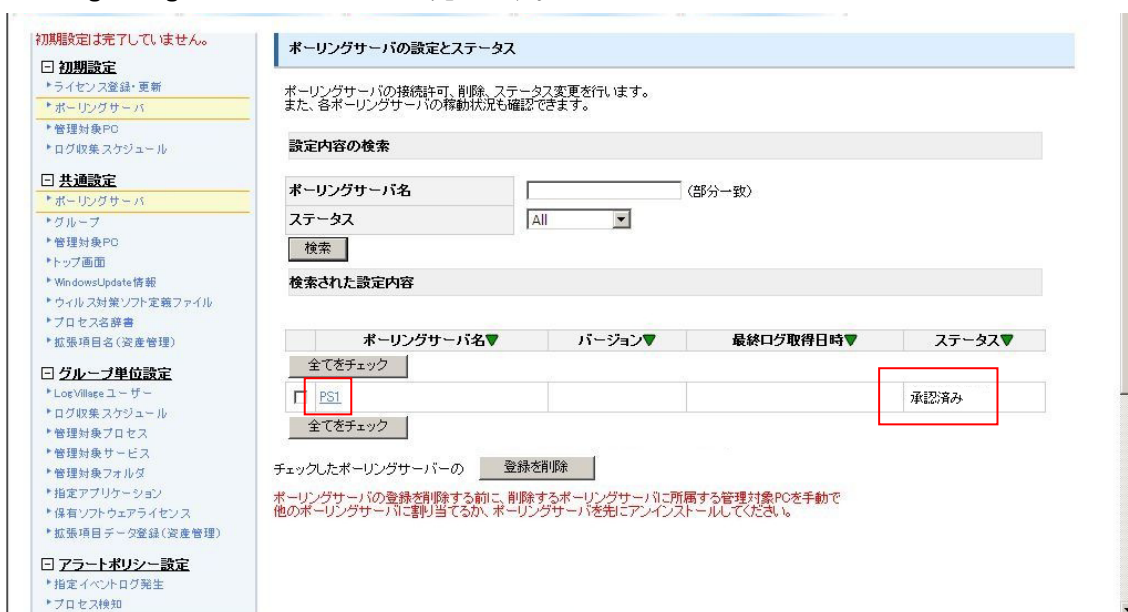 初期設定は完了していません。
初期設定
ライセンス登録・更新
ポーリングサーバ
管理対象PC
ログ収集スケジュール
共通設定
ポーリングサーバ
グループ
管理対象PC
トップ画面
WindowsUpdate情報
ウィルス対策ソフト定義ファイル
プロセス名辞書
拡張項目名(資産管理)
グループ単位設定
LogVillageユーザー
ログ収集スケジュール
管理対象プロセス
管理対象サービス
管理対象フォルダ
指定アプリケーション
保有ソフトウェアライセンス
拡張項目データ登録(資産管理)
アラートポリシー設定
指定イベントログ発生
プロセス検知
ポーリングサーバの設定とステータス
ポーリングサーバの接続許可、削除、ステータス変更を行います。
また、各ポーリングサーバの稼動状況も確認できます。
設定内容の検索
ポーリングサーバ名 (部分一致)
ステータス All
検索
検索された設定内容
ポーリングサーバ名▼ バージョン▼ 最終ログ取得日時▼ ステータス▼
全てをチェック
PS1 承認済み
全てをチェック
チェックしたポーリングサーバーの 登録を削除
ポーリングサーバの登録を削除する前に、削除するポーリングサーバに所属する管理対象PCを手動で
他のポーリングサーバに割り当てるか、ポーリングサーバを先にアンインストールしてください。